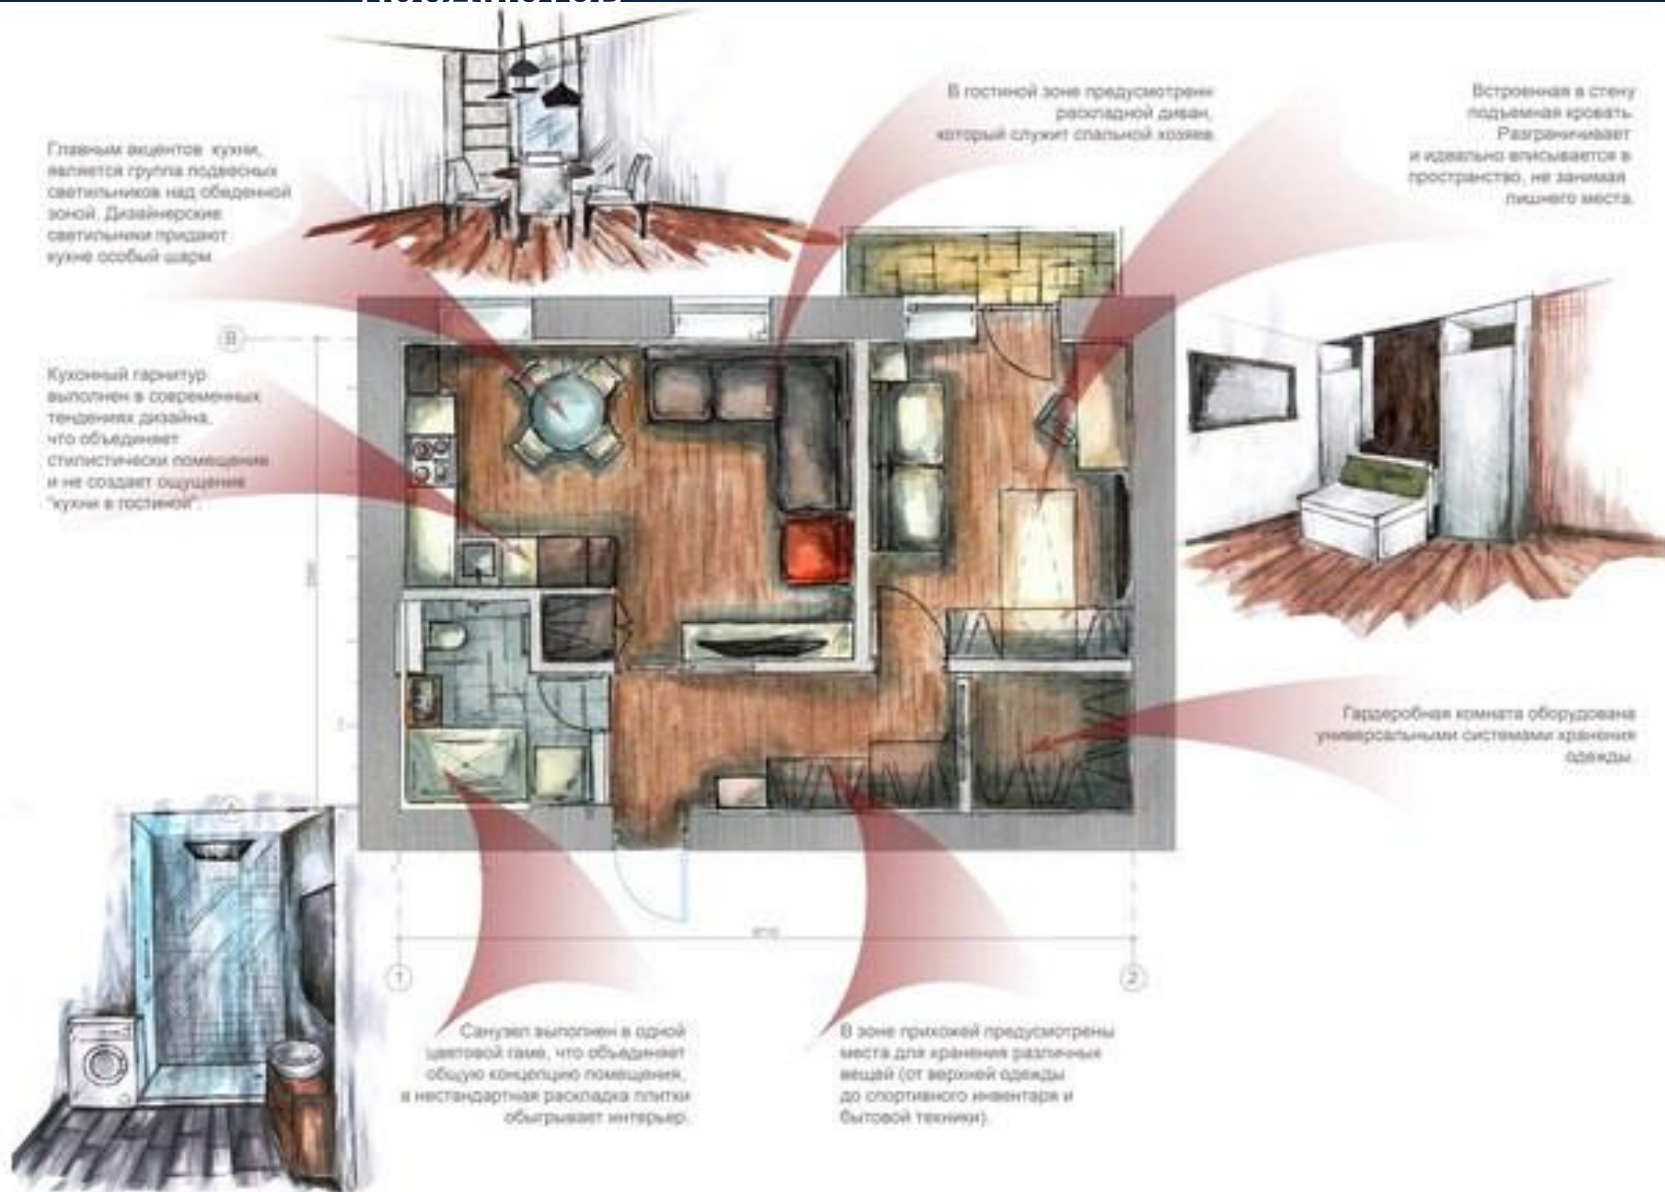 Главным акцентов кухни,
является группа подвесных
светильников над обеденной
зоной. Дизайнерские
светильники придают
кухне особый шарм
В гостиной зоне предусмотрени
раскладной диван,
который служит спальной хозяев.
Встроенная в стену
подъемная кровать.
Разграничивает
и идеально вписывается в
пространство, не занимая
лишнего места.
В
Кухонный гарнитур
выполнен в современных
тенденциях дизайна,
что объединяет
стилистически помещение
и не создает ощущение
"кухни в гостиной".
Гардеробная комната оборудована
универсальными системами хранения
одежды.
А
1
2
Санузел выполнен в одной
цветовой гаме, что объединяет
общую концепцию помещения,
а нестандартная раскладка плитки
обыгрывает интерьер.
В зоне прихожей предусмотрены
места для хранения различных
вещей (от верхней одежды
до спортивного инвентаря и
бытовой техники).